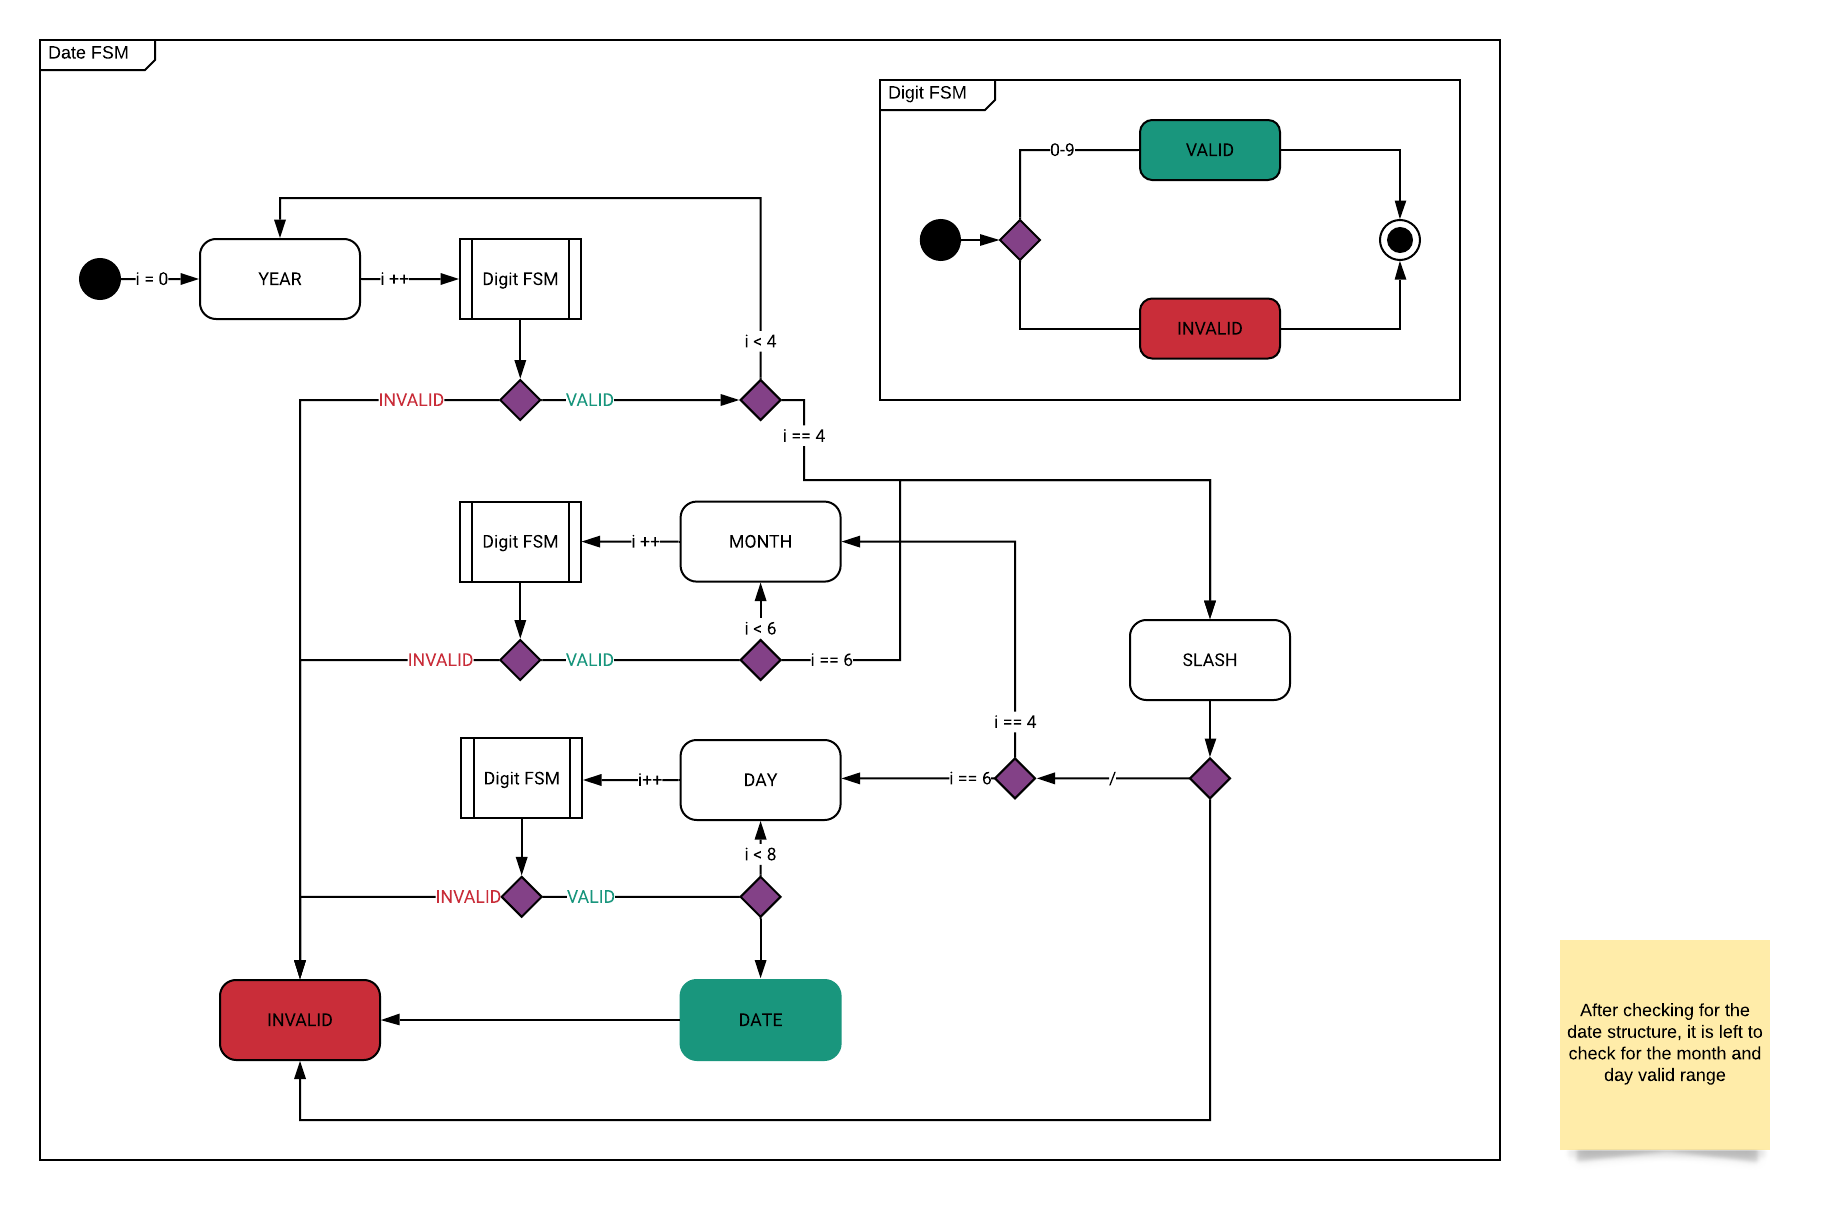 Date FSM
Digit FSM
0-9
VALID
INVALID
i = 0
YEAR
i ++
Digit FSM
i < 4
INVALID
VALID
i == 4
Digit FSM
i ++
MONTH
i < 6
INVALID
VALID
i == 6
SLASH
i == 4
Digit FSM
i++
DAY
i == 6
/
i < 8
INVALID
VALID
INVALID
DATE
After checking for the
date structure, it is left to
check for the month and
day valid range